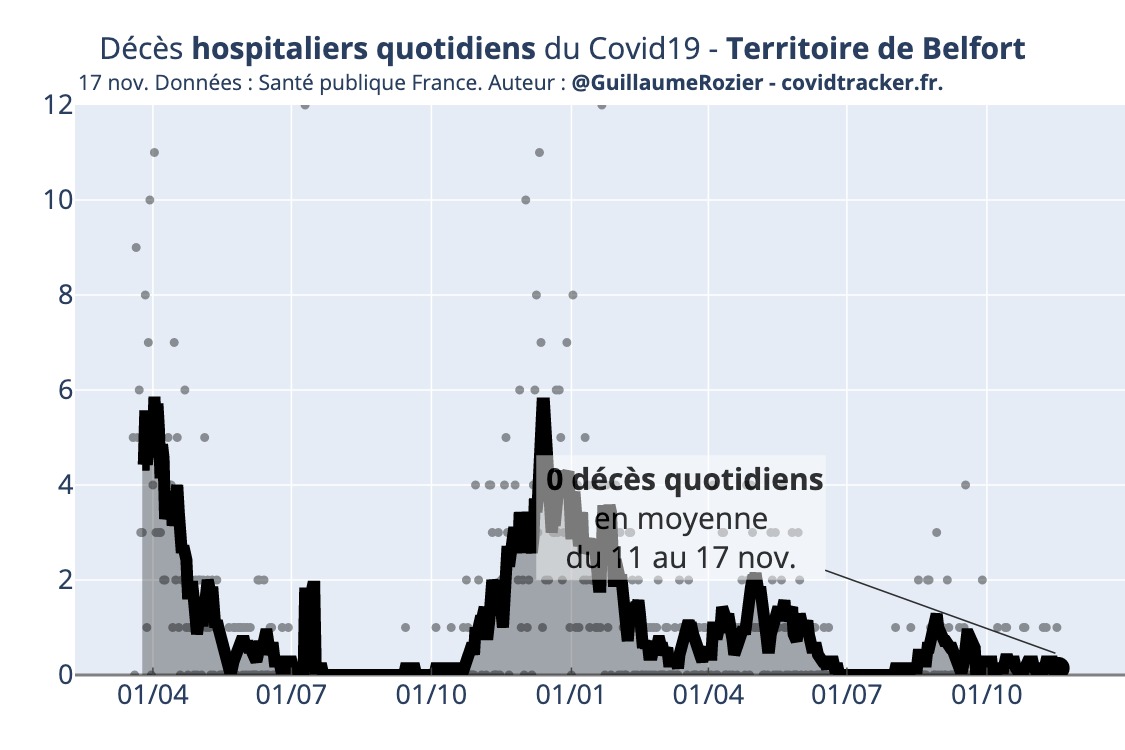 Décès hospitaliers quotidiens du Covid19 - Territoire de Belfort
17 nov. Données : Santé publique France. Auteur : @GuillaumeRozier - covidtracker.fr.
12
10
8
6
4
2
0
0 décès quotidiens
en moyenne
du 11 au 17 nov.
01/04 01/07 01/10 01/01 01/04 01/07 01/10